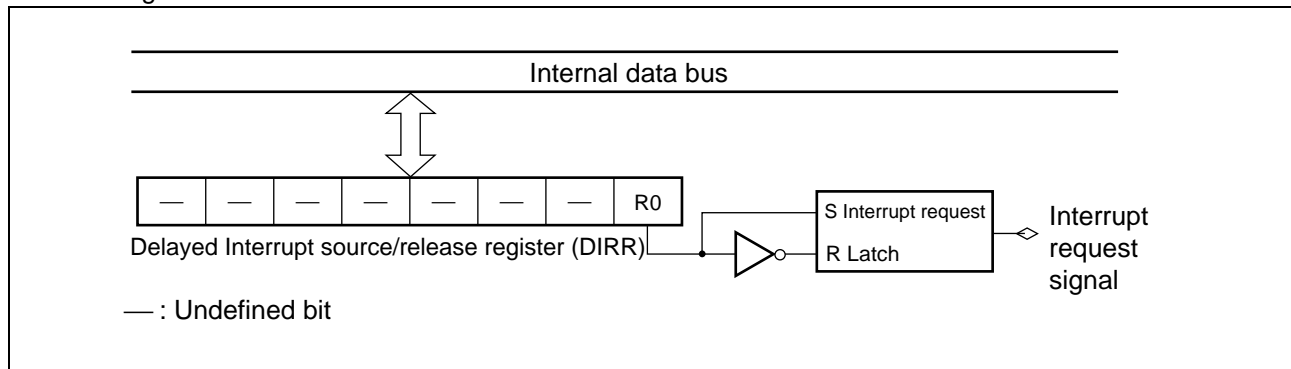 Internal data bus
— — — — — — — R0
Delayed Interrupt source/release register (DIRR)
S Interrupt request
R Latch
Interrupt
request
signal
— : Undefined bit